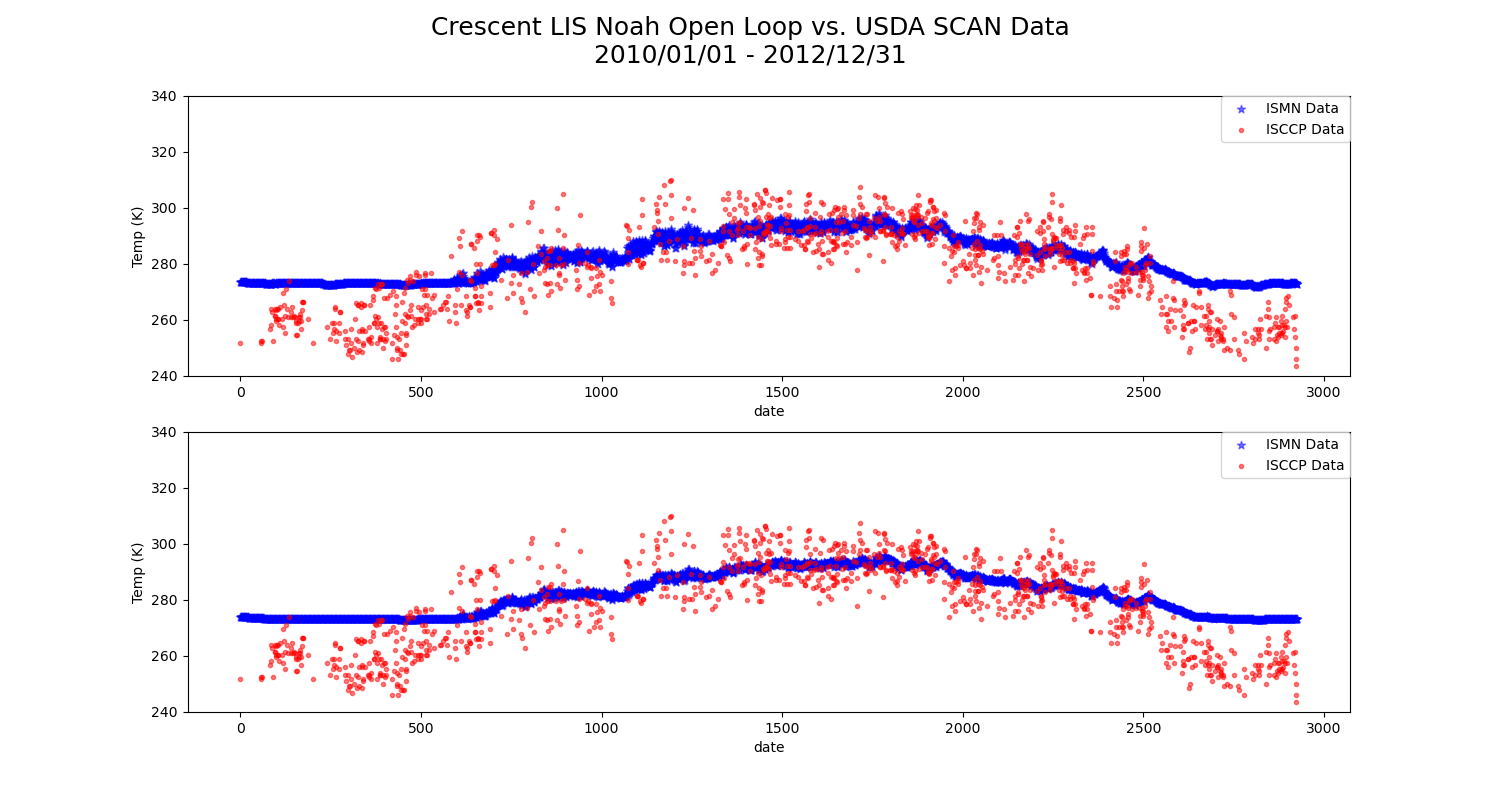 Crescent LIS Noah Open Loop vs. USDA SCAN Data
2010/01/01 - 2012/12/31
340
320
300
280
260
240
Temp (K)
ISMN Data
ISCCP Data
0 500 1000 1500 2000 2500 3000
date
340
320
300
280
260
240
Temp (K)
ISMN Data
ISCCP Data
0 500 1000 1500 2000 2500 3000
date